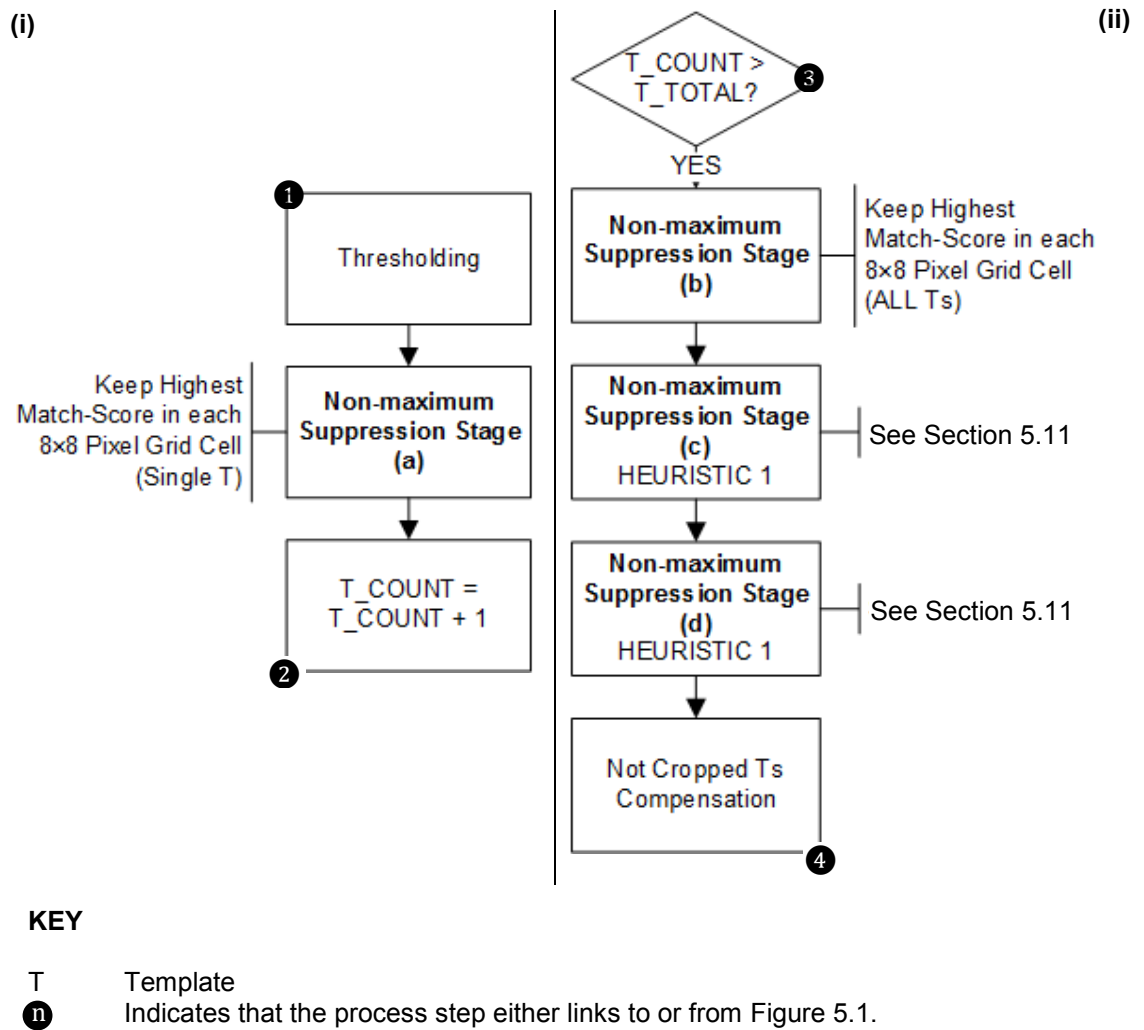 (i)
❶
Thresholding
Keep Highest
Match-Score in each
8×8 Pixel Grid Cell
(Single T)
Non-maximum
Suppression Stage
(a)
T_COUNT =
T_COUNT + 1
❷
(ii)
T_COUNT >
T_TOTAL?
❸
YES
Non-maximum
Suppression Stage
(b)
Keep Highest
Match-Score in each
8×8 Pixel Grid Cell
(ALL Ts)
Non-maximum
Suppression Stage
(c)
HEURISTIC 1
See Section 5.11
Non-maximum
Suppression Stage
(d)
HEURISTIC 1
See Section 5.11
Not Cropped Ts
Compensation
❹
KEY
T Template
n Indicates that the process step either links to or from Figure 5.1.